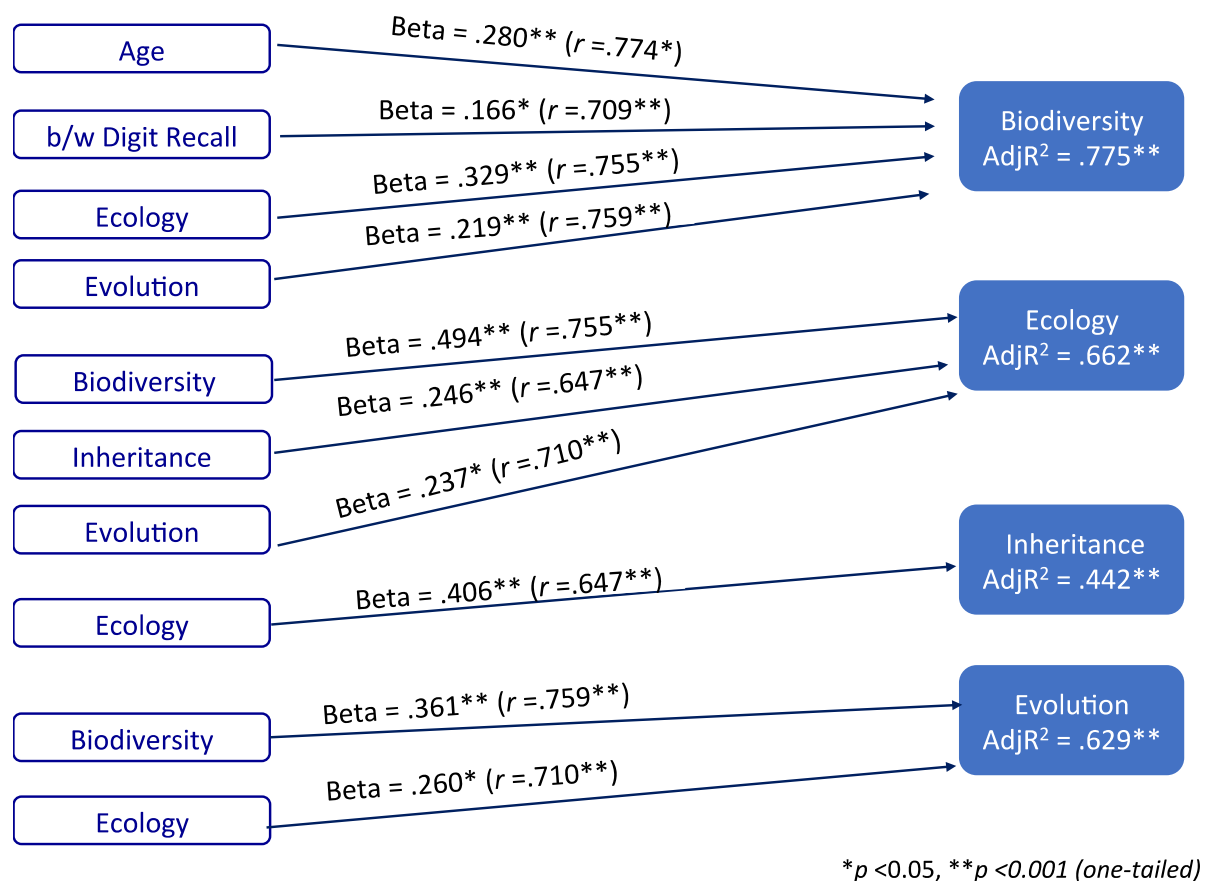 Age
Beta = .280** (r =.774*)
b/w Digit Recall
Beta = .166* (r =.709**)
Ecology
Beta = .329** (r =.755**)
Evolution
Beta = .219** (r =.759**)
Biodiversity
AdjR² = .775**
Biodiversity
Beta = .494** (r =.755**)
Inheritance
Beta = .246** (r =.647**)
Evolution
Beta = .237* (r =.710**)
Ecology
AdjR² = .662**
Ecology
Beta = .406** (r =.647**)
Inheritance
AdjR² = .442**
Biodiversity
Beta = .361** (r =.759**)
Ecology
Beta = .260* (r =.710**)
Evolution
AdjR² = .629**
*p <0.05, **p <0.001 (one-tailed)